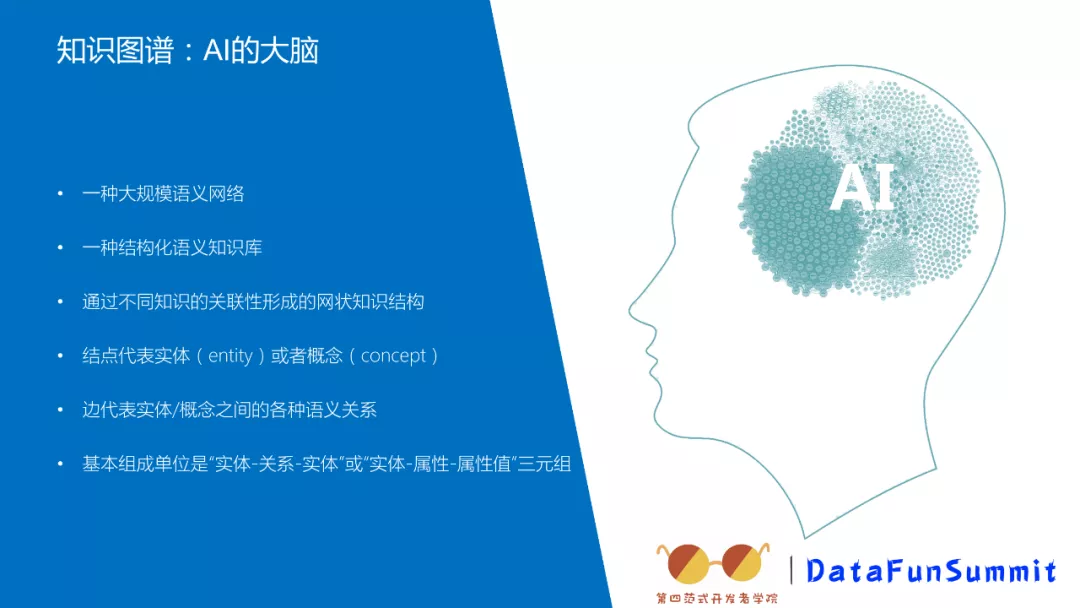 知识图谱：AI的大脑
• 一种大规模语义网络
• 一种结构化语义知识库
• 通过不同知识的关联性形成的网状知识结构
• 结点代表实体（entity）或者概念（concept）
• 边代表实体/概念之间的各种语义关系
• 基本组成单位是“实体-关系-实体”或“实体-属性-属性值”三元组
AI
第四范式开发者学院
DataFunSummit